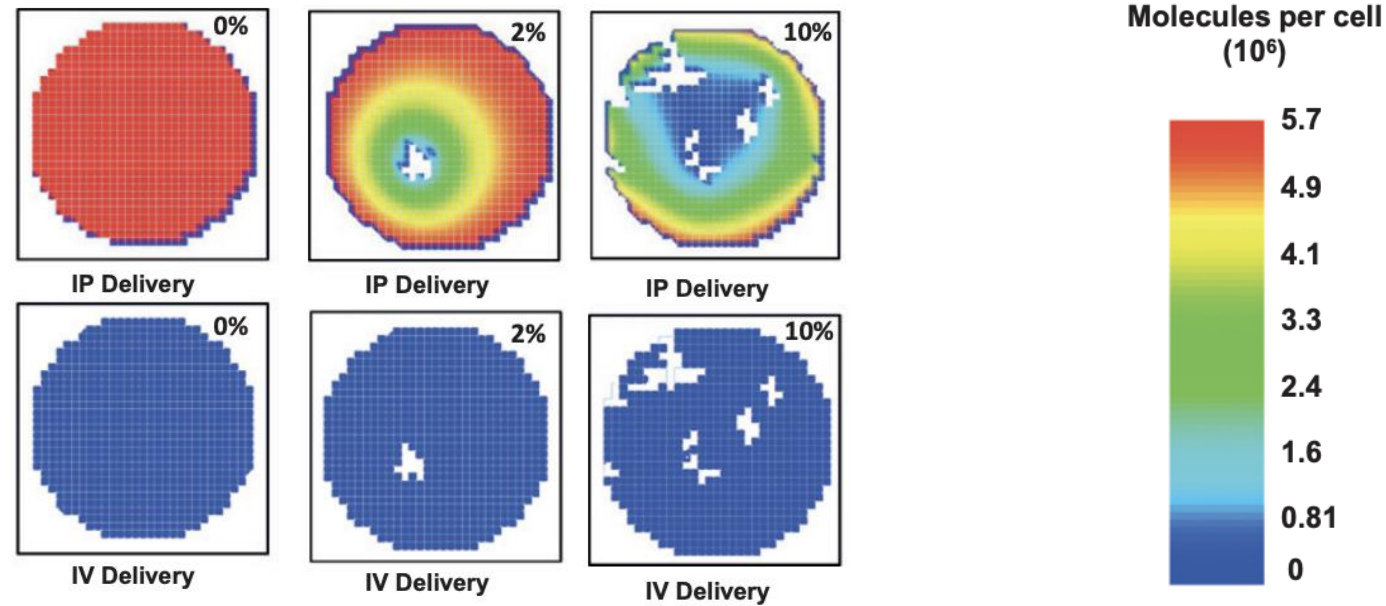 0%
2%
10%
IP Delivery
IP Delivery
IP Delivery
0%
2%
10%
IV Delivery
IV Delivery
IV Delivery
Molecules per cell
(10⁶)
5.7
4.9
4.1
3.3
2.4
1.6
0.81
0